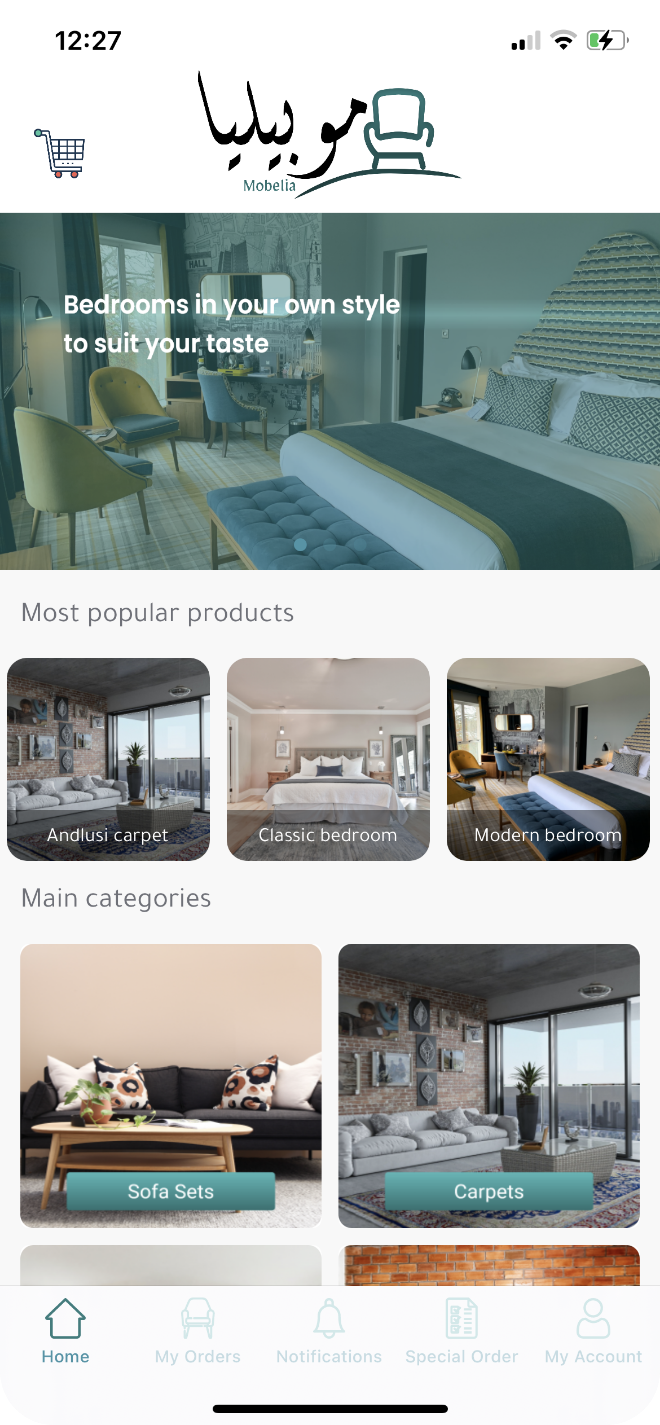 12:27
موبيليا
Mobelia
Bedrooms in your own style
to suit your taste
Most popular products
Andlusi carpet
Classic bedroom
Modern bedroom
Main categories
Sofa Sets
Carpets
Home
My Orders
Notifications
Special Order
My Account